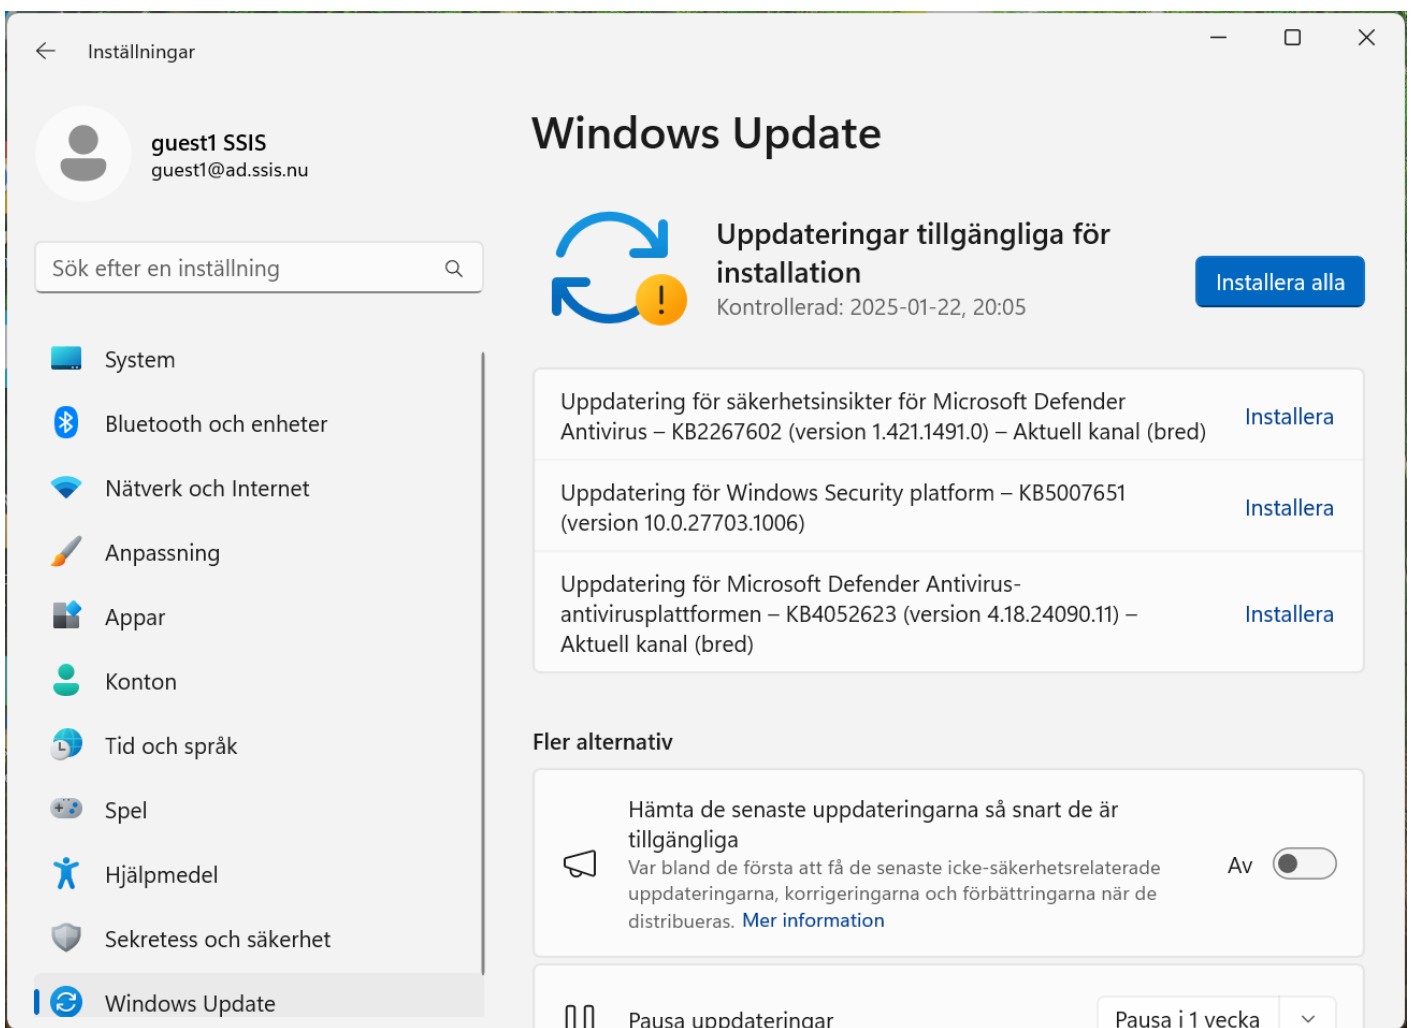 Inställningar
guest1 SSIS
guest1@ad.ssis.nu
Sök efter en inställning
System
Bluetooth och enheter
Nätverk och Internet
Anpassning
Appar
Konton
Tid och språk
Spel
Hjälpmedel
Sekretess och säkerhet
Windows Update
Windows Update
Uppdateringar tillgängliga för
installation
Kontrollerad: 2025-01-22, 20:05
Installera alla
Uppdatering för säkerhetsinsikter för Microsoft Defender
Antivirus – KB2267602 (version 1.421.1491.0) – Aktuell kanal (bred)
Installera
Uppdatering för Windows Security platform – KB5007651
(version 10.0.27703.1006)
Installera
Uppdatering för Microsoft Defender Antivirus-
antivirusplattformen – KB4052623 (version 4.18.24090.11) –
Aktuell kanal (bred)
Installera
Fler alternativ
Hämta de senaste uppdateringarna så snart de är
tillgängliga
Var bland de första att få de senaste icke-säkerhetsrelaterade
uppdateringarna, korrigeringarna och förbättringarna när de
distribueras. Mer information
Av
Pausa uppdateringar
Pausa i 1 vecka